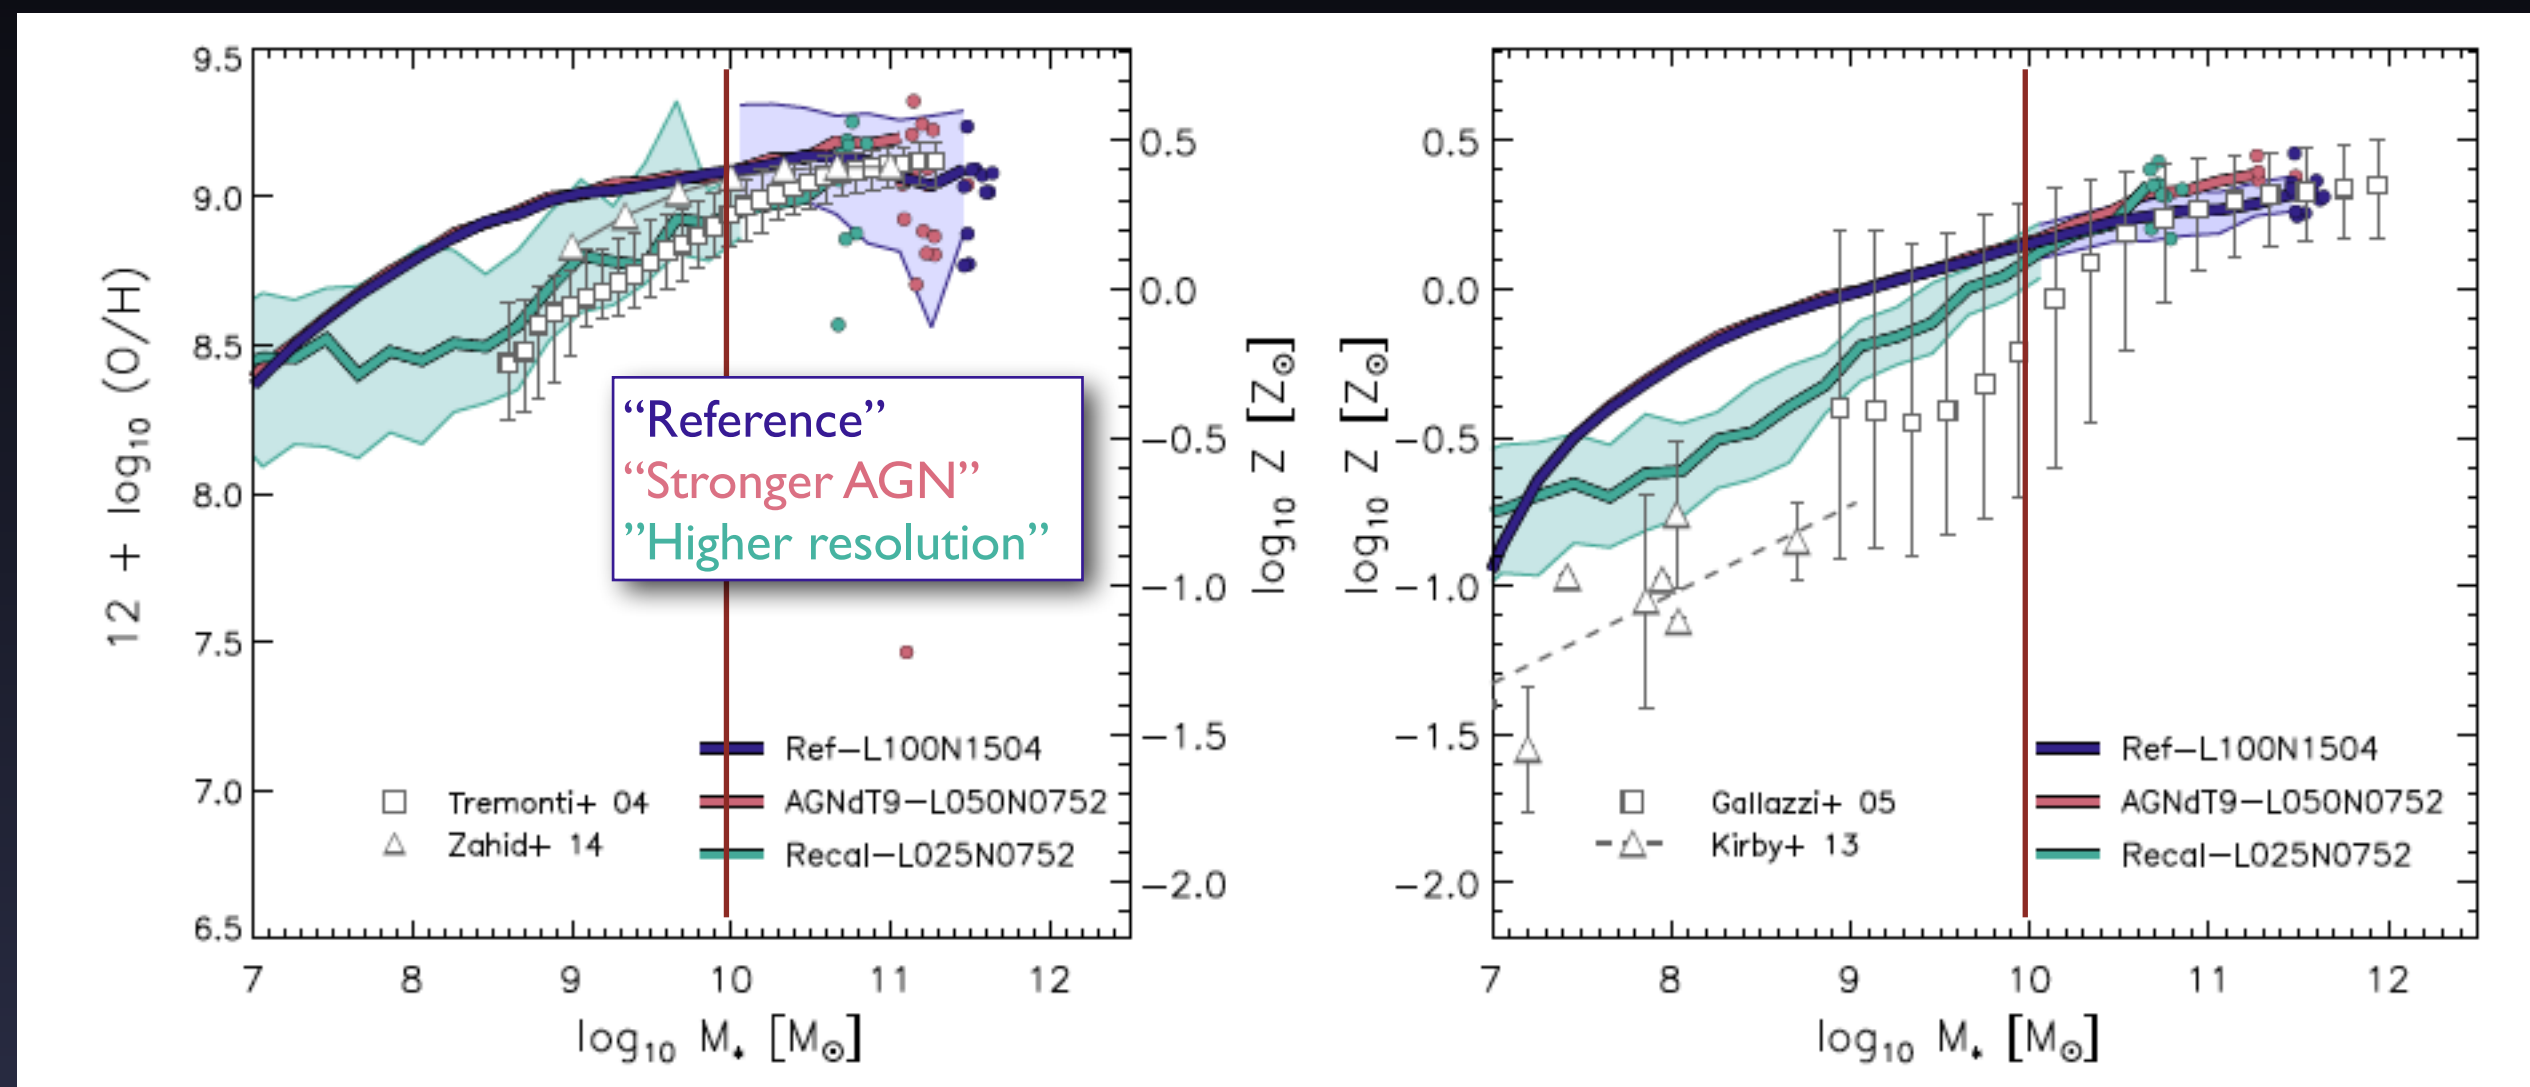 9.5
9.0
8.5
8.0
7.5
7.0
6.5
12 + log₁₀ (O/H)
7 8 9 10 11 12
log₁₀ M* [M⊙]
0.5
0.0
−0.5
−1.0
−1.5
−2.0
log₁₀ Z [Z⊙]
“Reference”
“Stronger AGN”
”Higher resolution”
Ref−L100N1504
AGNdT9−L050N0752
Recal−L025N0752
Tremonti+ 04
Zahid+ 14
log₁₀ Z [Z⊙]
0.5
0.0
−0.5
−1.0
−1.5
−2.0
Ref−L100N1504
AGNdT9−L050N0752
Recal−L025N0752
Gallazzi+ 05
Kirby+ 13
7 8 9 10 11 12
log₁₀ M* [M⊙]